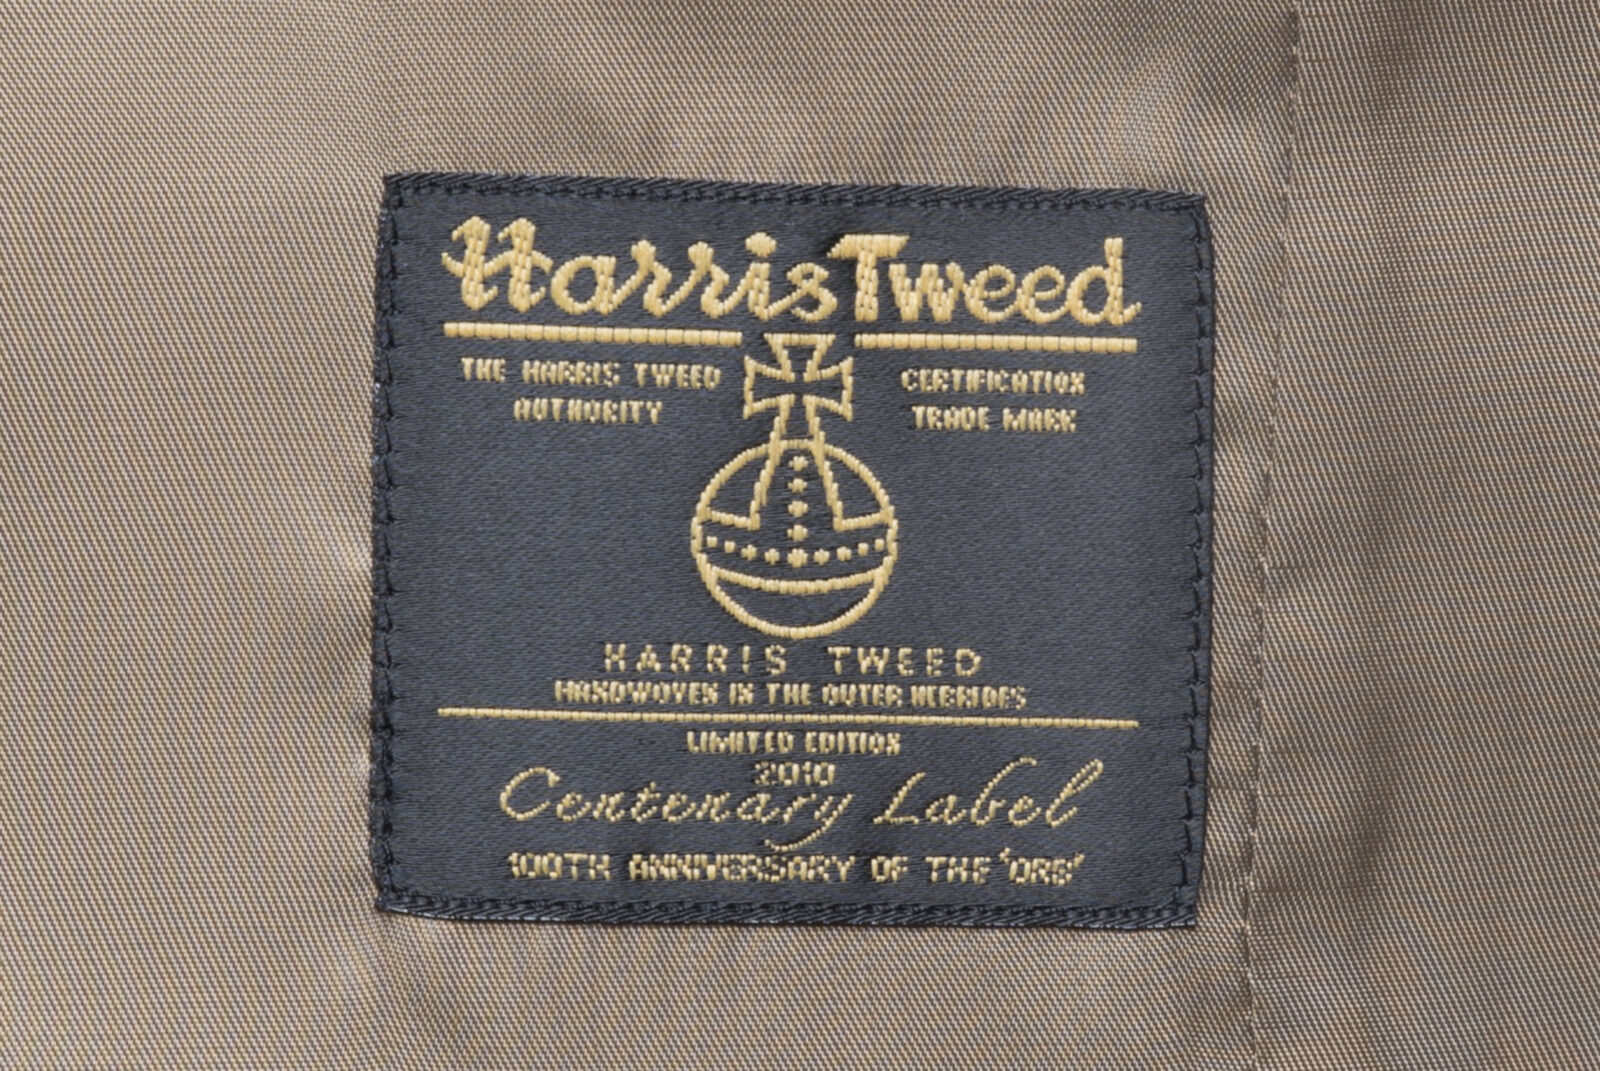 Harris Tweed
THE HARRIS TWEED
AUTHORITY
CERTIFICATION
TRADE MARK
HARRIS TWEED
HANDWOVEN IN THE OUTER HEBRIDES
LIMITED EDITION
2010
Centenary Label
100TH ANNIVERSARY OF THE 'ORB'